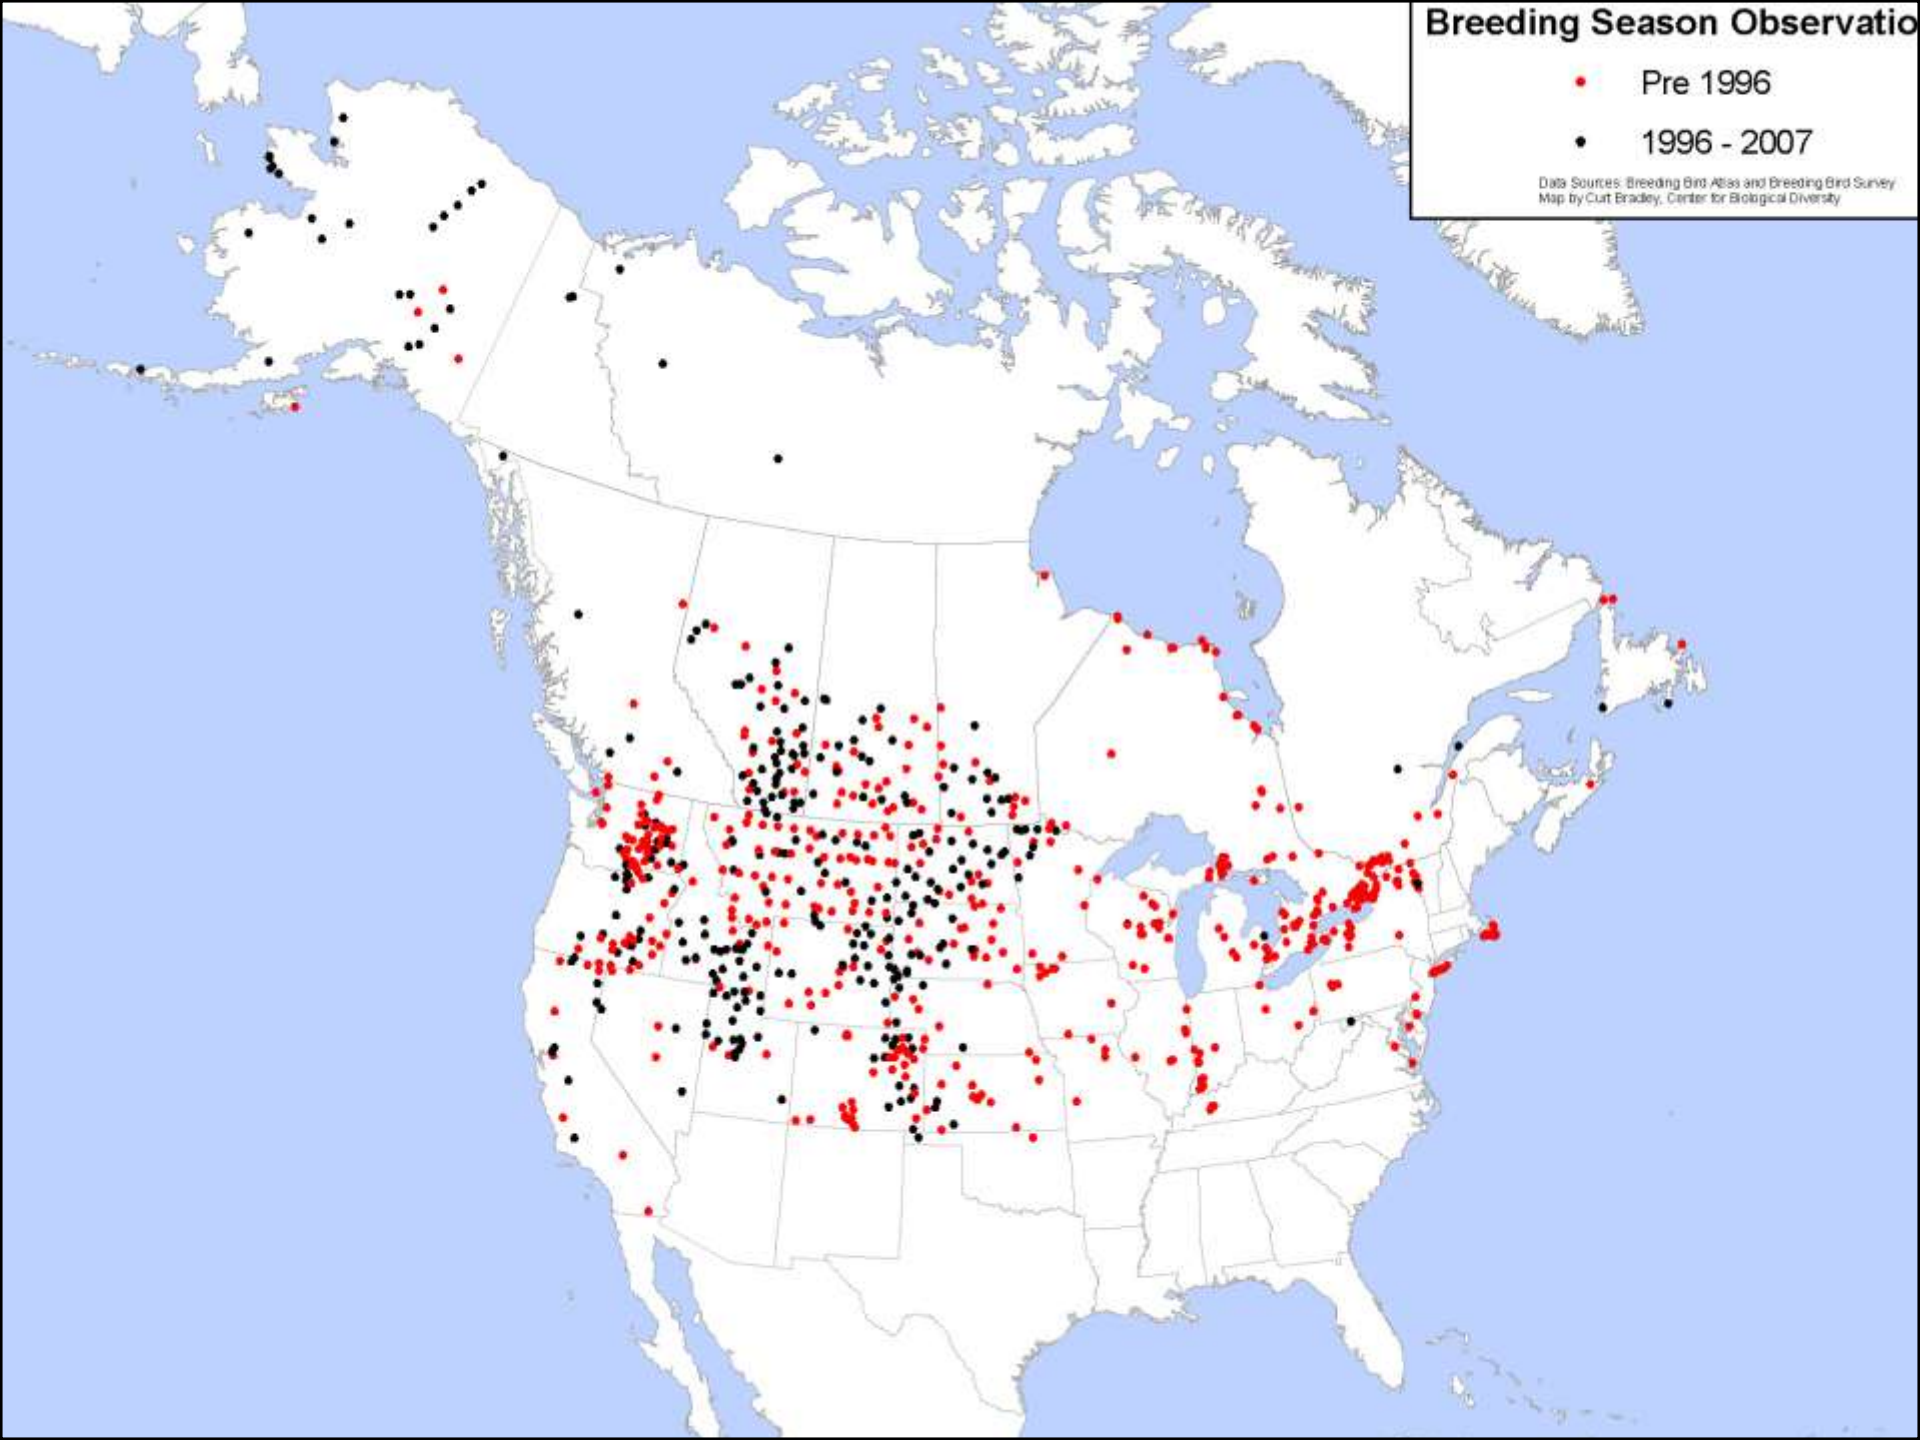 Breeding Season Observatio
Pre 1996
1996 - 2007
Data Sources: Breeding Bird Atlas and Breeding Bird Survey
Map by Curt Bradley, Center for Biological Diversity